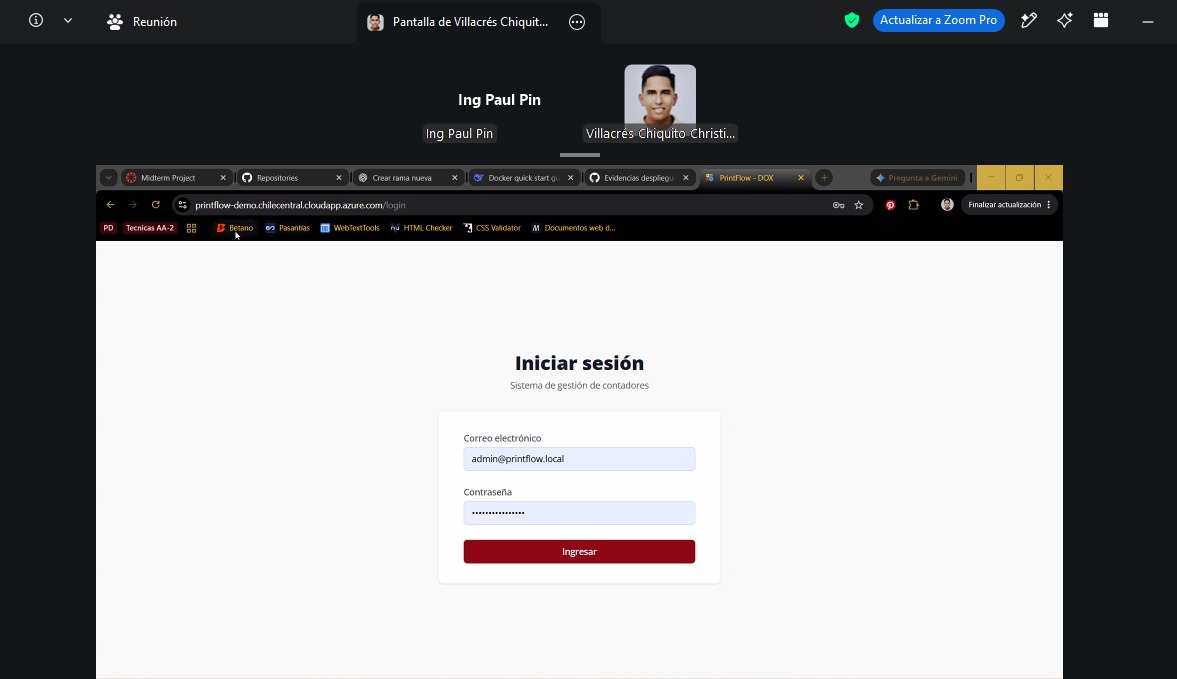 Reunión
Pantalla de Villacrés Chiquit...
Actualizar a Zoom Pro
Ing Paul Pin
Ing Paul Pin
Villacrés Chiquito Christi...
Midterm Project
Repositories
Crear rama nueva
Docker quick start gu
Evidencias despliegu
PrintFlow - DOX
Pregunta a Gemini
printflow-demo.chilecentral.cloudapp.azure.com/login
Finalizar actualización
PD
Tecnicas AA-2
Betano
Pasantías
WebTextTools
HTML Checker
CSS Validator
Documentos web d...
Iniciar sesión
Sistema de gestión de contadores
Correo electrónico
admin@printflow.local
Contraseña
Ingresar